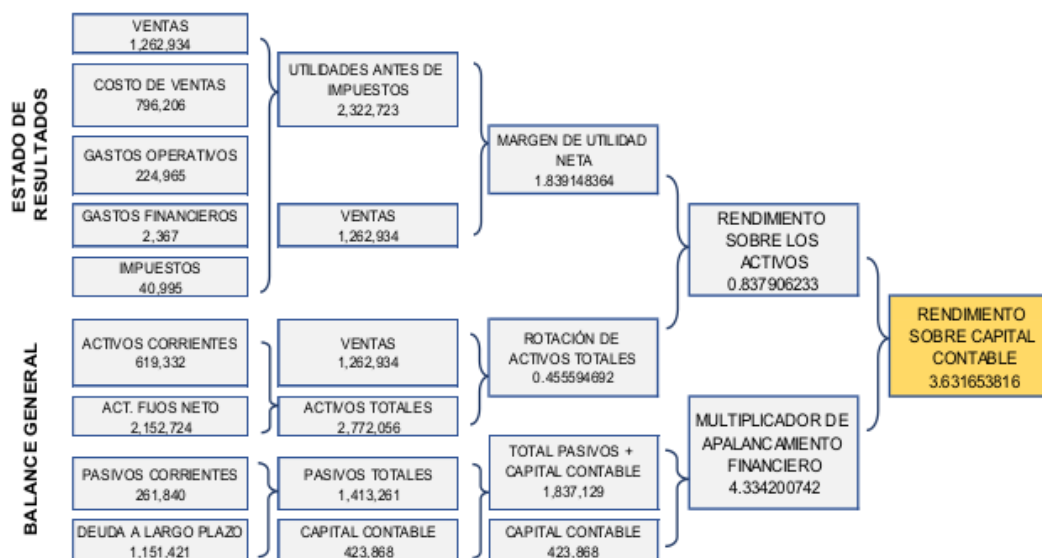 ESTADO DE
RESULTADOS
VENTAS
1,262,934
COSTO DE VENTAS
796,206
GASTOS OPERATIVOS
224,965
GASTOS FINANCIEROS
2,367
IMPUESTOS
40,995
UTILIDADES ANTES DE
IMPUESTOS
2,322,723
VENTAS
1,262,934
MARGEN DE UTILIDAD
NETA
1.839148364
RENDIMIENTO
SOBRE LOS
ACTIVOS
0.837906233
RENDIMIENTO
SOBRE CAPITAL
CONTABLE
3.631653816
BALANCE GENERAL
ACTIVOS CORRIENTES
619,332
ACT. FIJOS NETO
2,152,724
PASIVOS CORRIENTES
261,840
DEUDA A LARGO PLAZO
1,151,421
VENTAS
1,262,934
ACTIVOS TOTALES
2,772,056
PASIVOS TOTALES
1,413,261
CAPITAL CONTABLE
423,868
ROTACIÓN DE
ACTIVOS TOTALES
0.455594692
TOTAL PASIVOS +
CAPITAL CONTABLE
1,837,129
CAPITAL CONTABLE
423,868
MULTIPLICADOR DE
APALANCAMIENTO
FINANCIERO
4.334200742